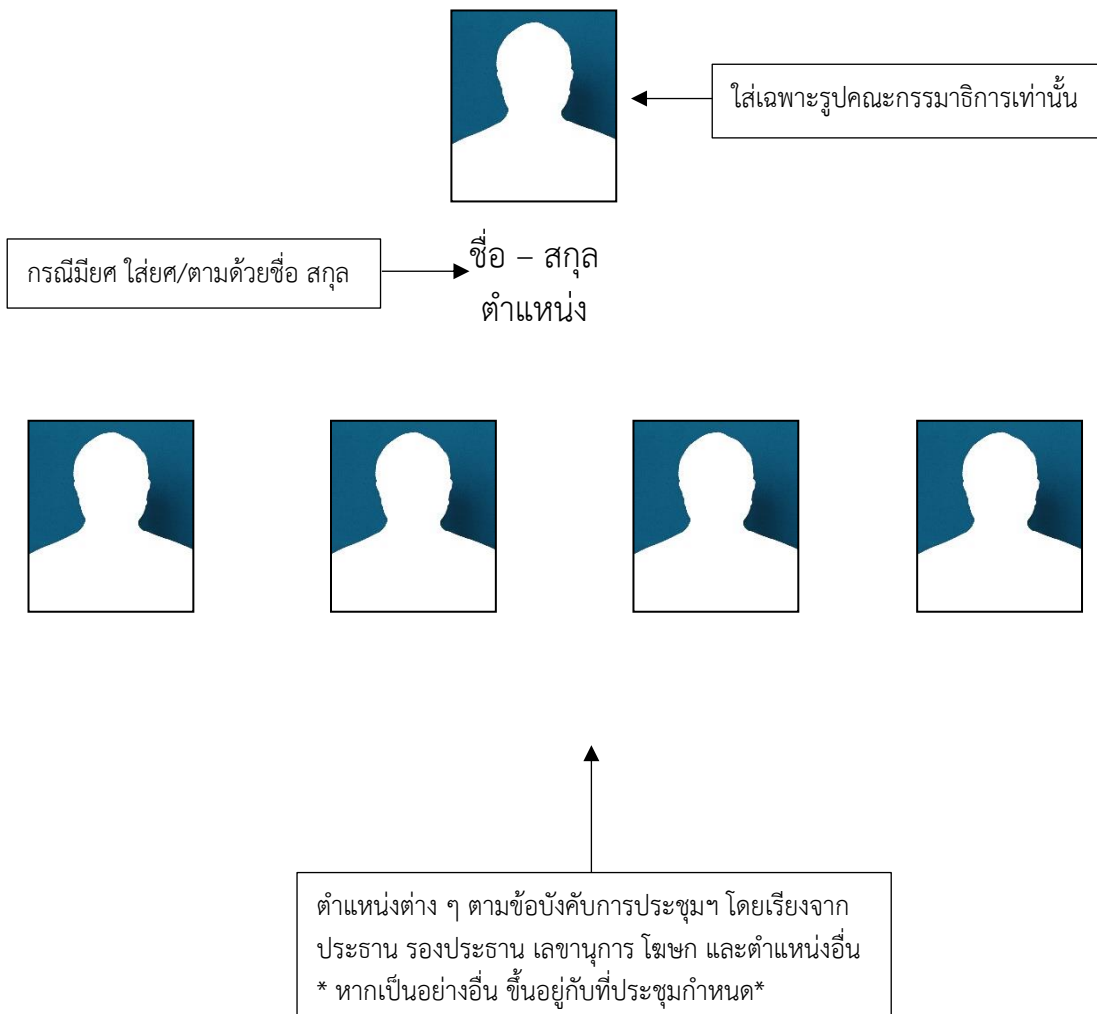 ใส่เฉพาะรูปคณะกรรมาธิการเท่านั้น
ชื่อ – สกุล
กรณีมียศ ใส่ยศ/ตามด้วยชื่อ สกุล
ตำแหน่ง
ตำแหน่งต่าง ๆ ตามข้อบังคับการประชุมฯ โดยเรียงจาก
ประธาน รองประธาน เลขานุการ โฆษก และตำแหน่งอื่น
* หากเป็นอย่างอื่น ขึ้นอยู่กับที่ประชุมกำหนด*